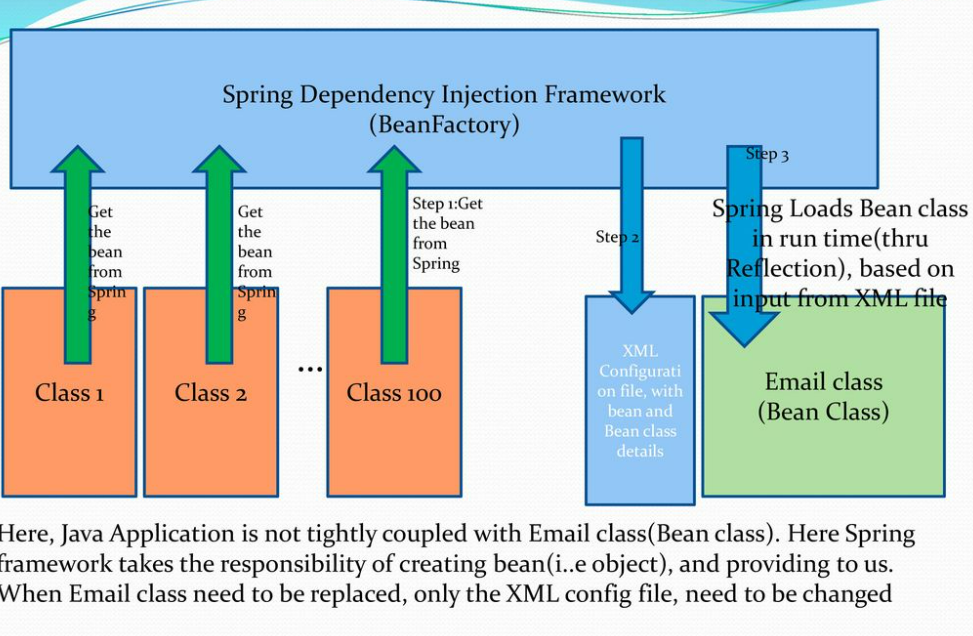 Spring Dependency Injection Framework
(BeanFactory)
Get
the
bean
from
Sprin
g
Get
the
bean
from
Sprin
g
Step 1:Get
the bean
from
Spring
Step 2
Step 3
Spring Loads Bean class
in run time(thru
Reflection), based on
input from XML file
Class 1
Class 2
...
Class 100
XML
Configurati
on file, with
bean and
Bean class
details
Email class
(Bean Class)
Here, Java Application is not tightly coupled with Email class(Bean class). Here Spring
framework takes the responsibility of creating bean(i..e object), and providing to us.
When Email class need to be replaced, only the XML config file, need to be changed